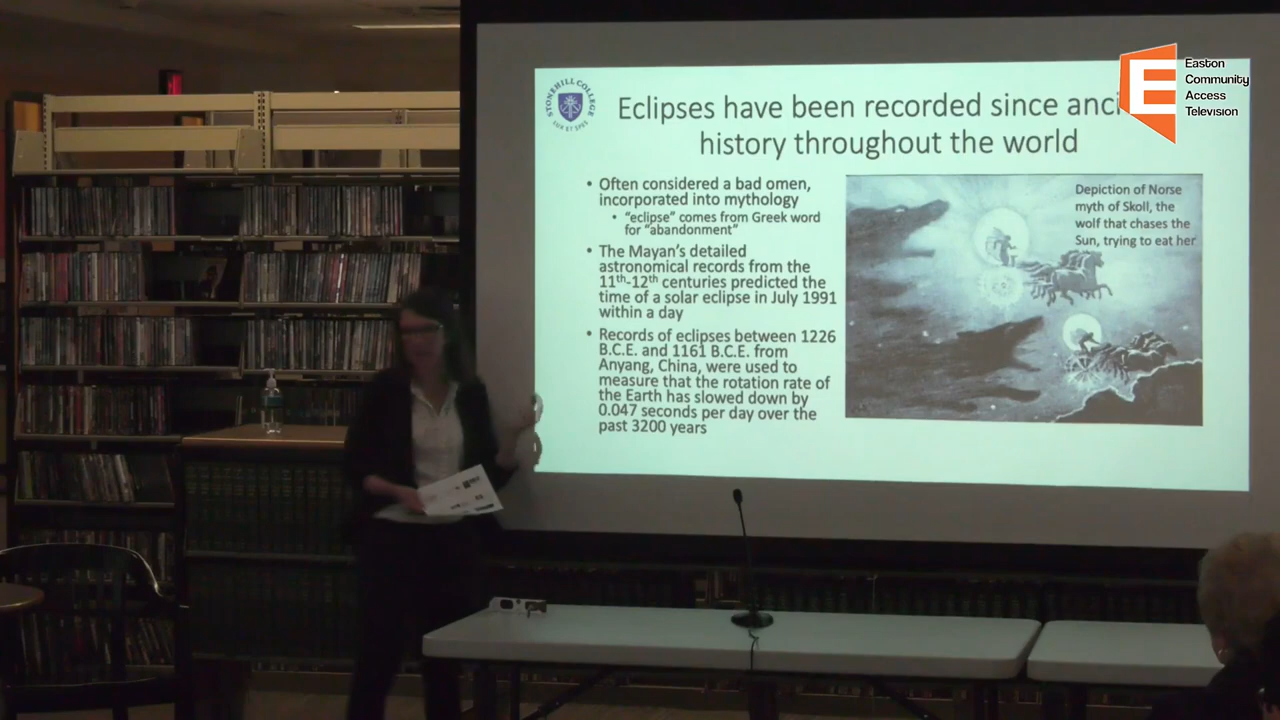 Easton
Community
Access
Television
STONEHILL COLLEGE
LUX ET SPES
Eclipses have been recorded since anci
history throughout the world
• Often considered a bad omen,
incorporated into mythology
• “eclipse” comes from Greek word
for “abandonment”
• The Mayan’s detailed
astronomical records from the
11th-12th centuries predicted the
time of a solar eclipse in July 1991
within a day
• Records of eclipses between 1226
B.C.E. and 1161 B.C.E. from
Anyang, China, were used to
measure that the rotation rate of
the Earth has slowed down by
0.047 seconds per day over the
past 3200 years
Depiction of Norse
myth of Skoll, the
wolf that chases the
Sun, trying to eat her